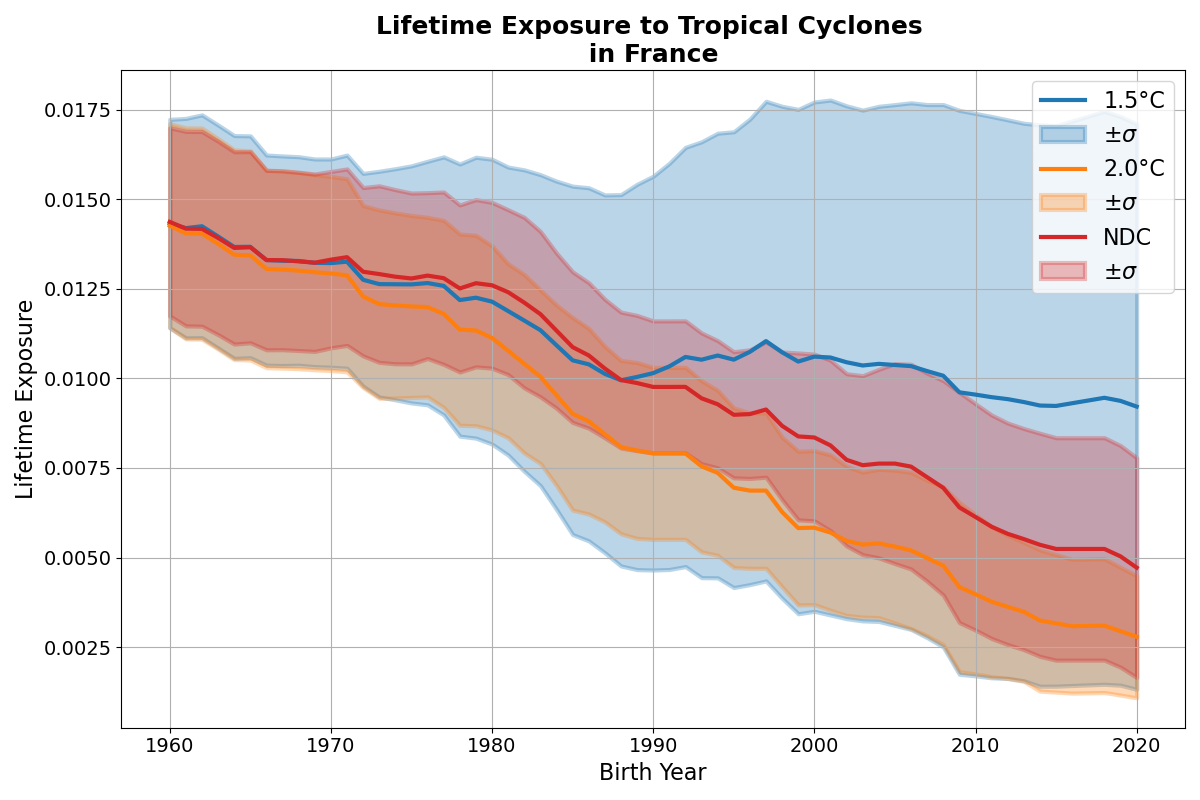 Lifetime Exposure to Tropical Cyclones
in France
Lifetime Exposure
0.0175
0.0150
0.0125
0.0100
0.0075
0.0050
0.0025
1.5°C
±σ
2.0°C
±σ
NDC
±σ
1960 1970 1980 1990 2000 2010 2020
Birth Year